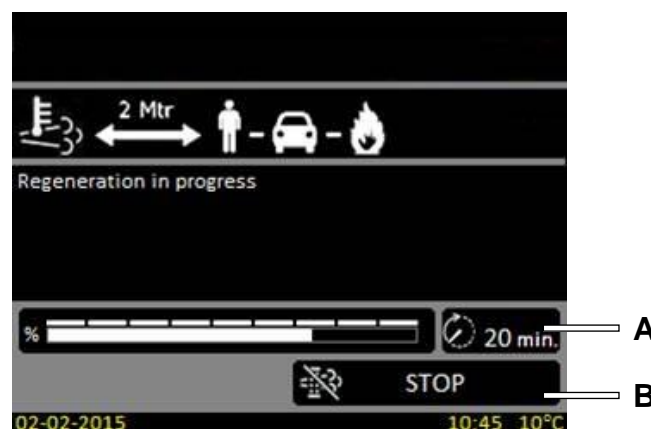 2 Mtr
Regeneration in progress
%
20 min.
A
STOP
B
02-02-2015 10:45 10°C